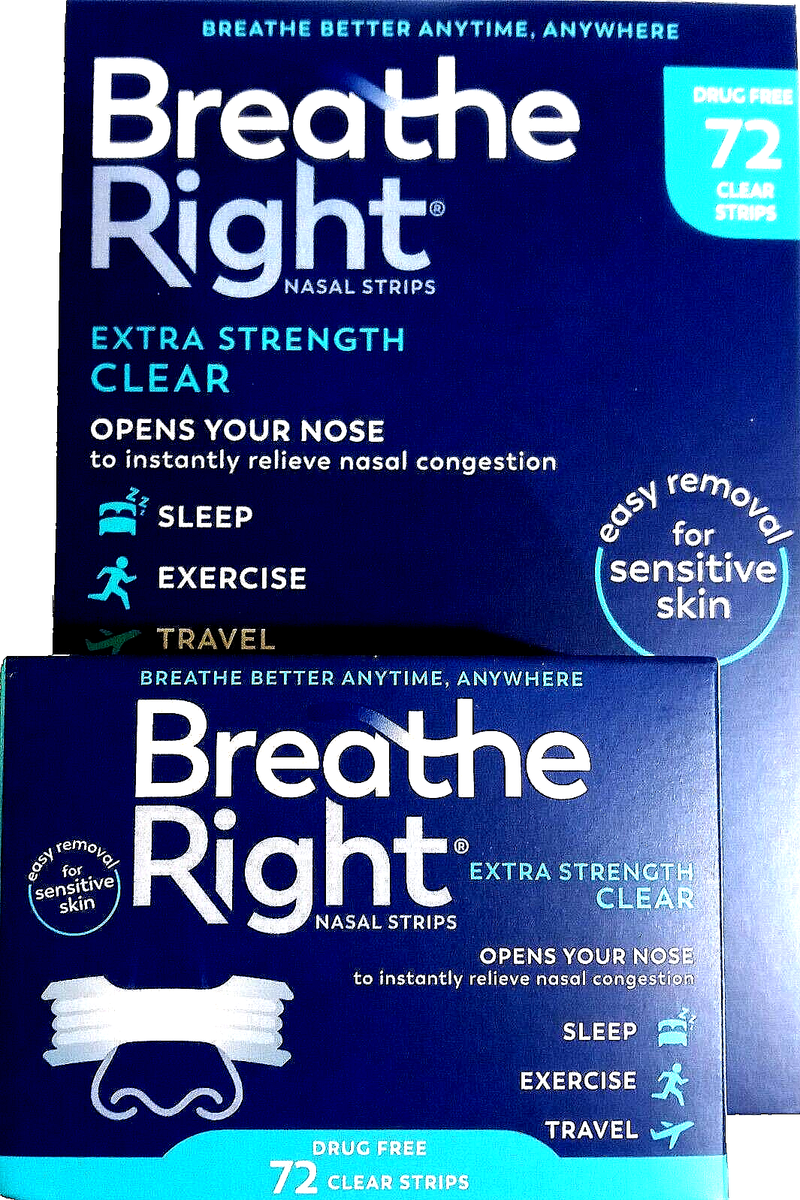 BREATHE BETTER ANYTIME, ANYWHERE
Breathe
Right®
NASAL STRIPS
DRUG FREE
72
CLEAR
STRIPS
EXTRA STRENGTH
CLEAR
OPENS YOUR NOSE
to instantly relieve nasal congestion
zzz
SLEEP
EXERCISE
TRAVEL
easy removal
for
sensitive
skin
BREATHE BETTER ANYTIME, ANYWHERE
Breathe
Right®
NASAL STRIPS
easy removal
for
sensitive
skin
EXTRA STRENGTH
CLEAR
OPENS YOUR NOSE
to instantly relieve nasal congestion
SLEEP
zzz
EXERCISE
TRAVEL
DRUG FREE
72 CLEAR STRIPS